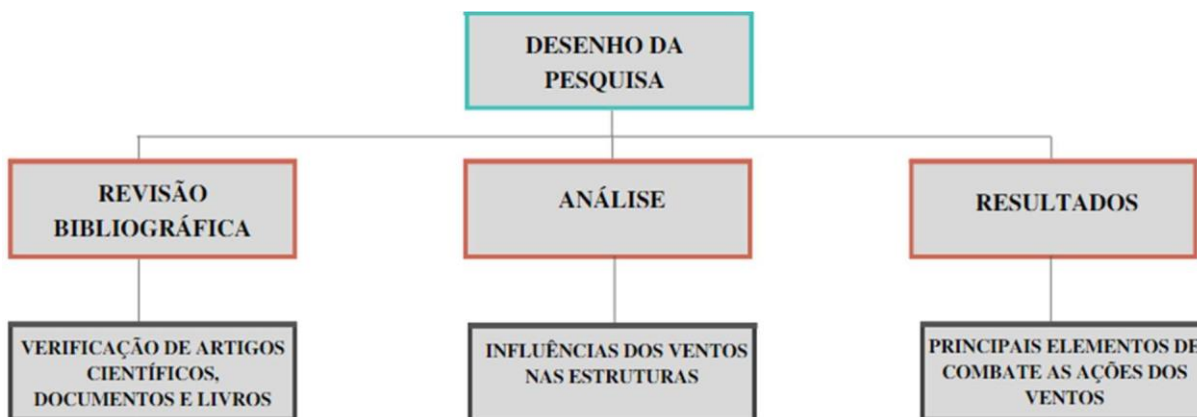 DESENHO DA
PESQUISA
REVISÃO
BIBLIOGRÁFICA
ANÁLISE
RESULTADOS
VERIFICAÇÃO DE ARTIGOS
CIENTÍFICOS,
DOCUMENTOS E LIVROS
INFLUÊNCIAS DOS VENTOS
NAS ESTRUTURAS
PRINCIPAIS ELEMENTOS DE
COMBATE AS AÇÕES DOS
VENTOS